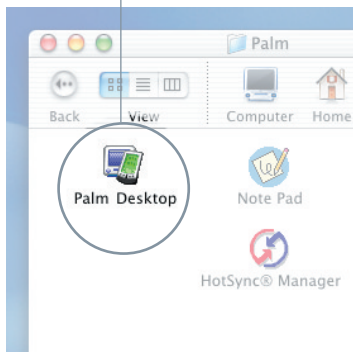 Palm
Back View Computer Home
Palm Desktop Note Pad
HotSync® Manager